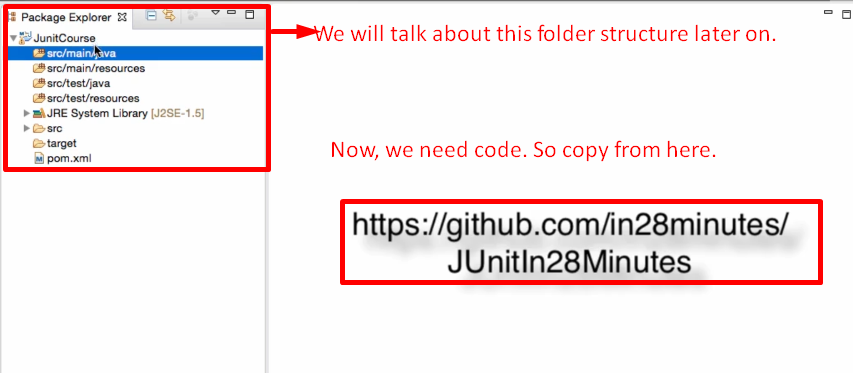 Package Explorer
We will talk about this folder structure later on.
JunitCourse
src/main/java
src/main/resources
src/test/java
src/test/resources
JRE System Library [J2SE-1.5]
src
target
pom.xml
Now, we need code. So copy from here.
https://github.com/in28minutes/
JUnitIn28Minutes